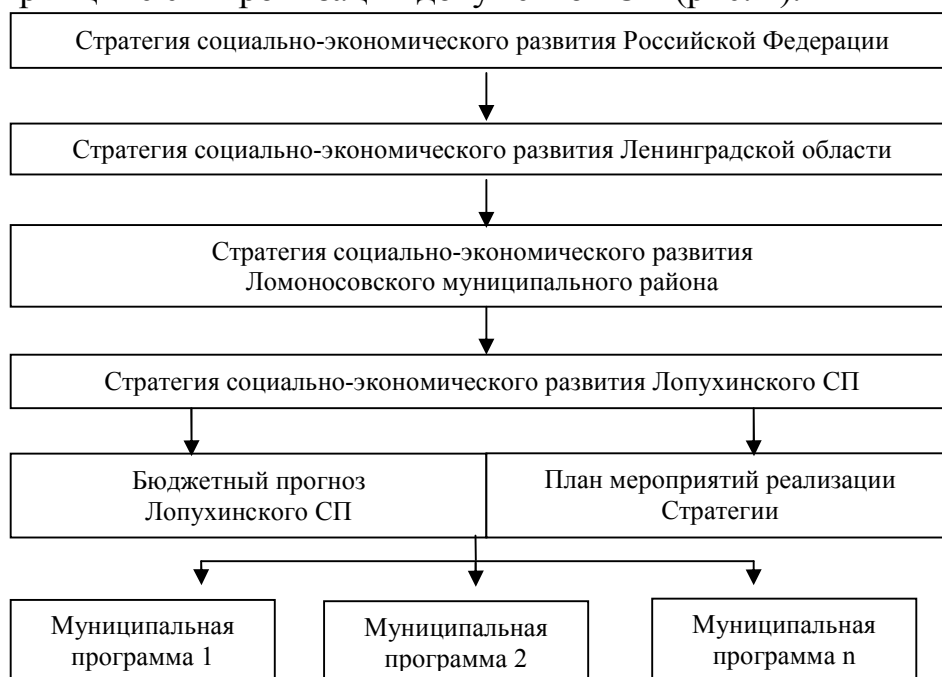 Стратегия социально-экономического развития Российской Федерации
Стратегия социально-экономического развития Ленинградской области
Стратегия социально-экономического развития
Ломоносовского муниципального района
Стратегия социально-экономического развития Лопухинского СП
Бюджетный прогноз
Лопухинского СП
План мероприятий реализации
Стратегии
Муниципальная
программа 1
Муниципальная
программа 2
Муниципальная
программа n